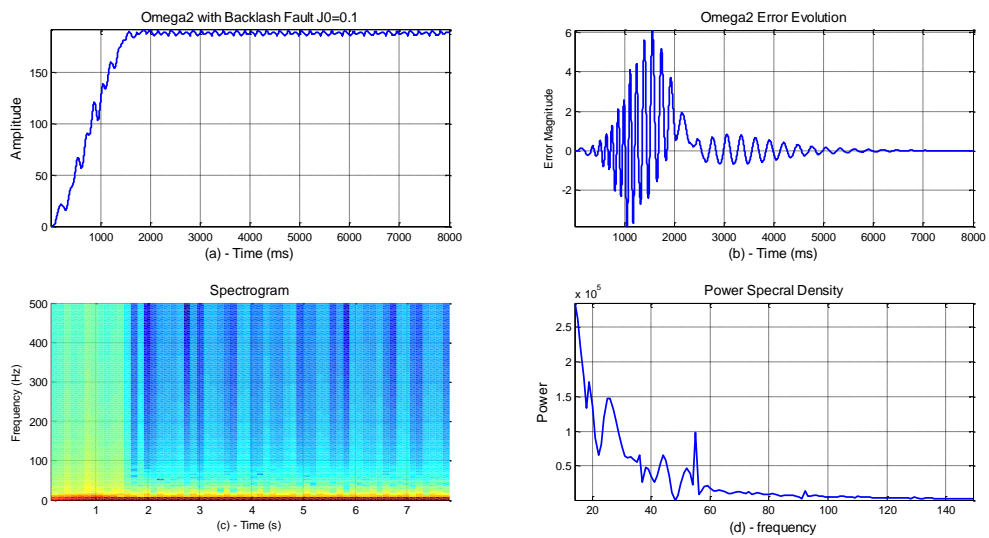 Omega2 with Backlash Fault J0=0.1
Amplitude
150
100
50
0
0 1000 2000 3000 4000 5000 6000 7000 8000
(a) - Time (ms)
Omega2 Error Evolution
Error Magnitude
6
4
2
0
-2
1000 2000 3000 4000 5000 6000 7000 8000
(b) - Time (ms)
Spectrogram
Frequency (Hz)
500
400
300
200
100
0
1 2 3 4 5 6 7
(c) - Time (s)
Power Specral Density
x 10^5
Power
2.5
2
1.5
1
0.5
20 40 60 80 100 120 140
(d) - frequency